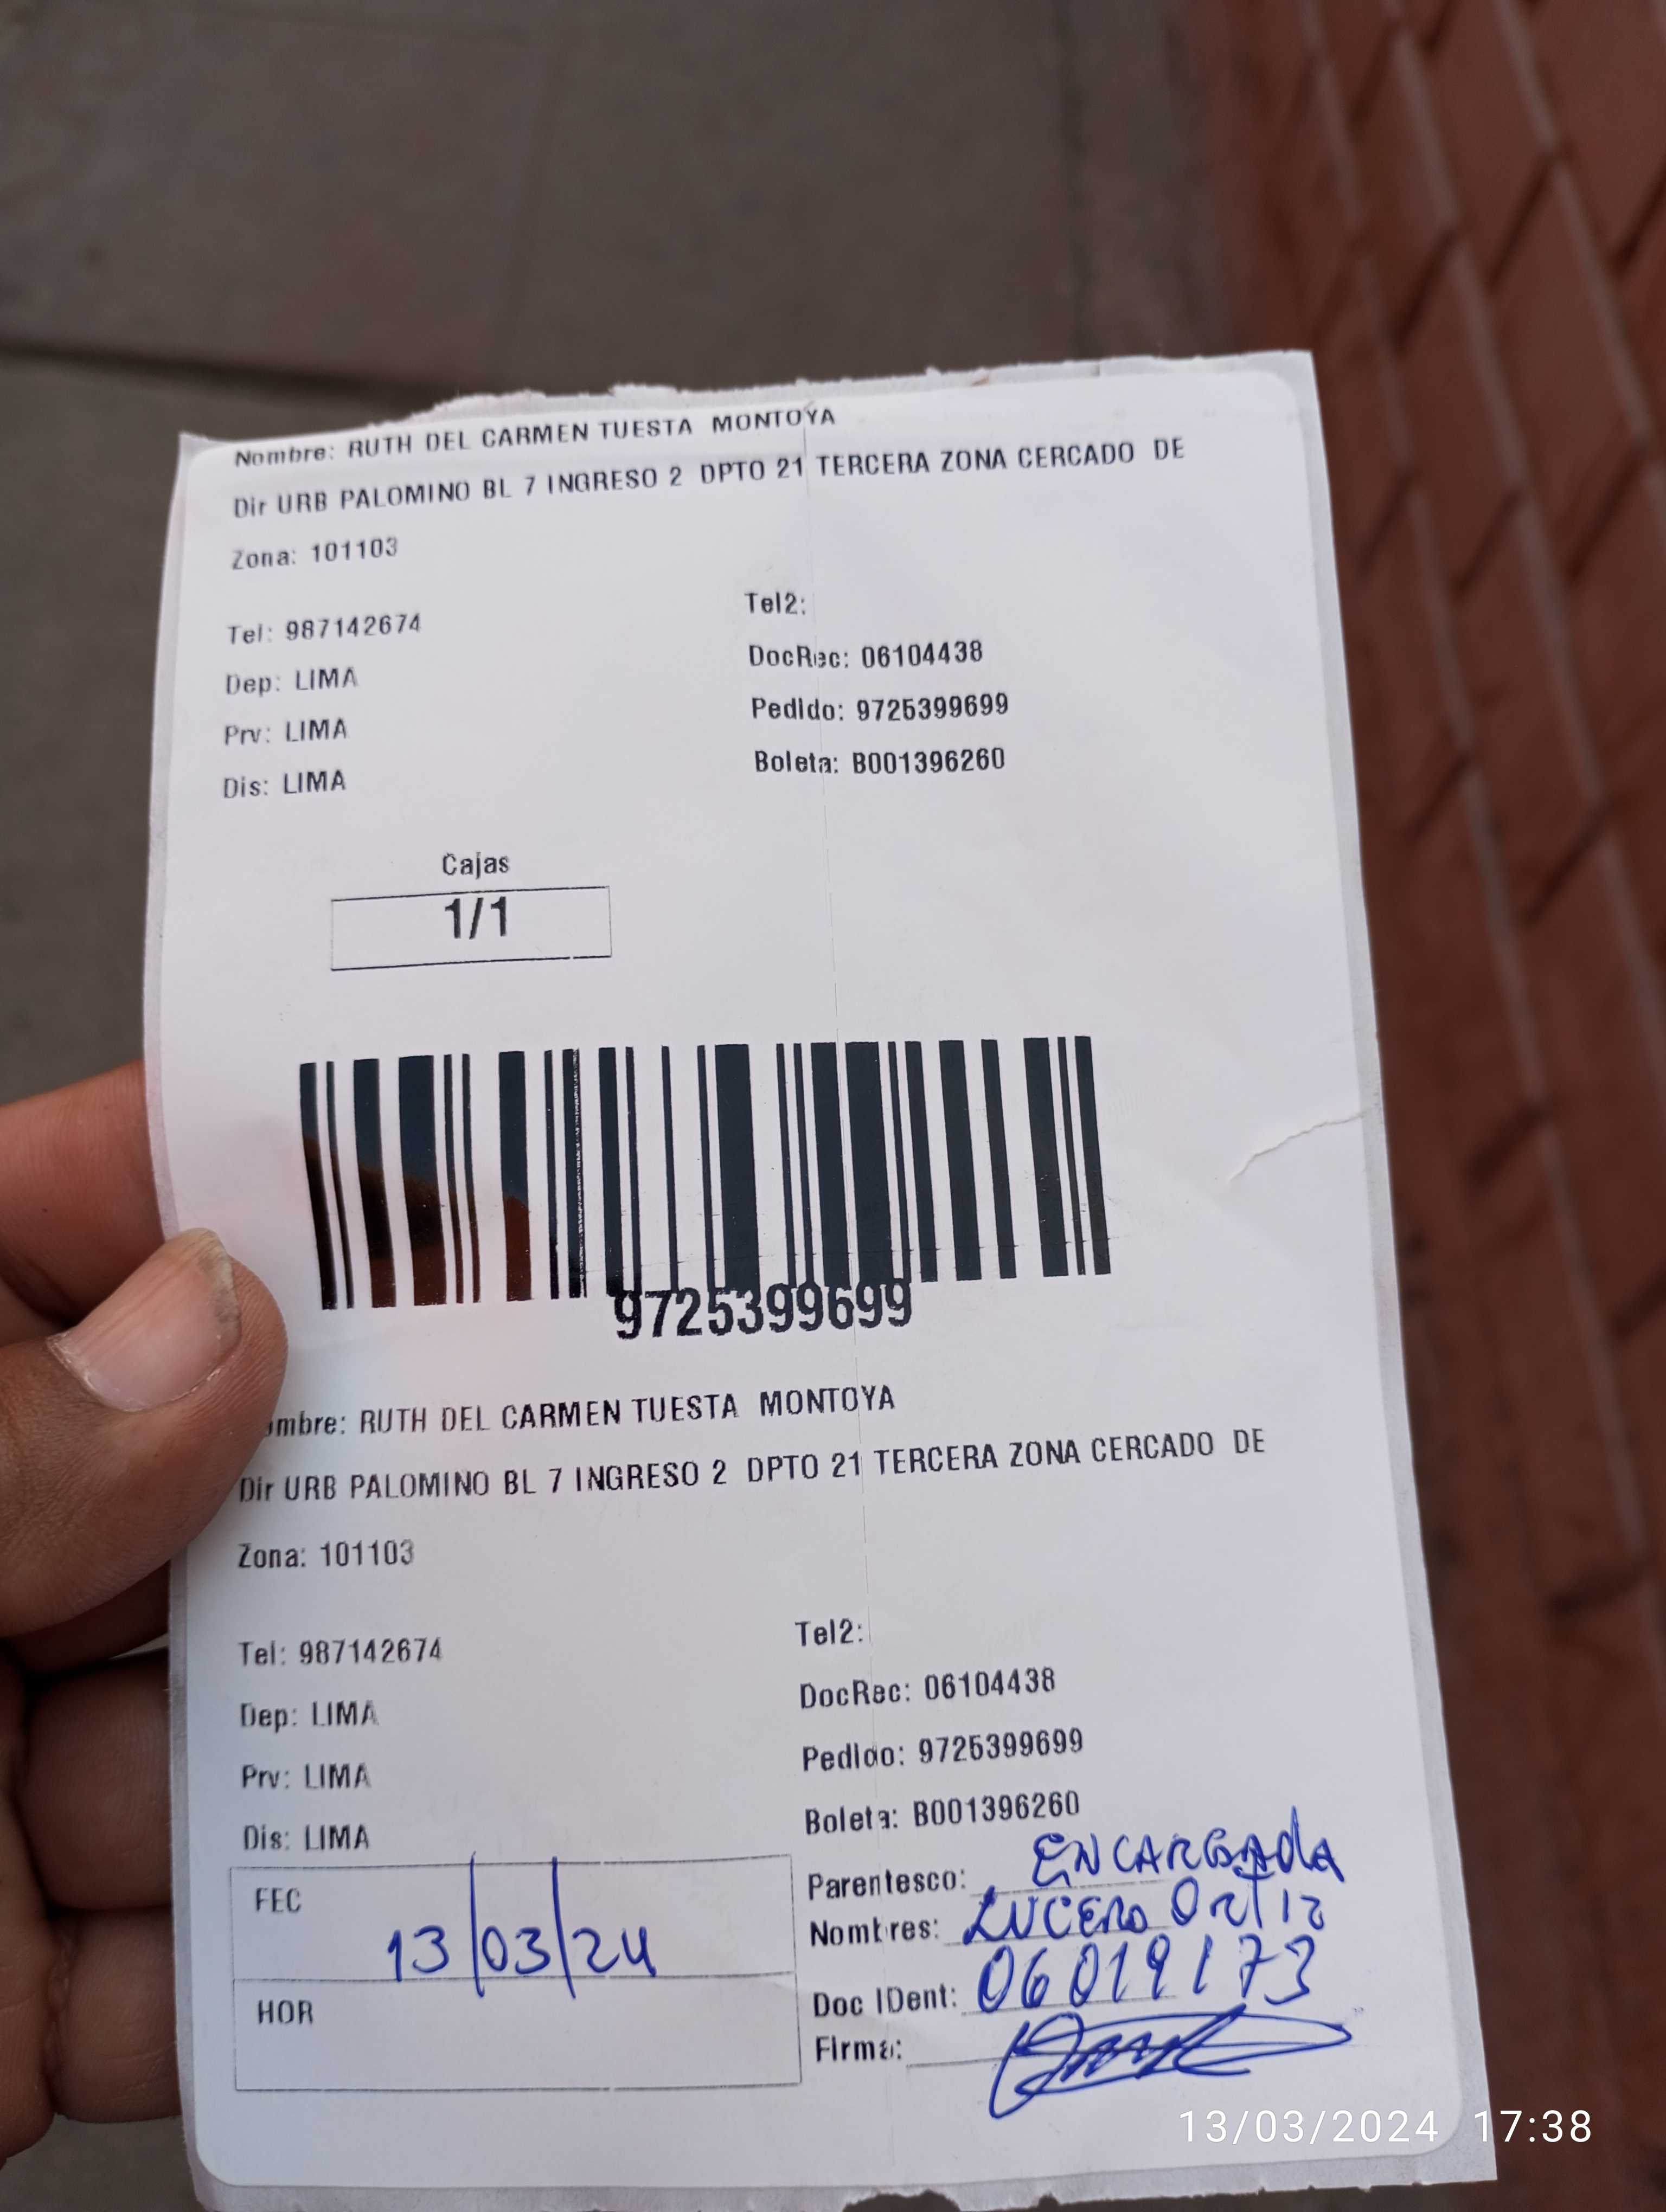 Nombre: RUTH DEL CARMEN TUESTA MONTOYA
Dir URB PALOMINO BL 7 INGRESO 2 DPTO 21 TERCERA ZONA CERCADO DE
Zona: 101103
Tel: 987142674
Tel2:
Dep: LIMA
DocRec: 06104438
Prv: LIMA
Pedido: 9725399699
Dis: LIMA
Boleta: B001396260
Cajas
1/1
9725399699
mbre: RUTH DEL CARMEN TUESTA MONTOYA
Dir URB PALOMINO BL 7 INGRESO 2 DPTO 21 TERCERA ZONA CERCADO DE
Zona: 101103
Tel: 987142674
Tel2:
Dep: LIMA
DocRec: 06104438
Prv: LIMA
Pedido: 9725399699
Dis: LIMA
Boleta: B001396260
FEC 13/03/24
HOR
Parentesco: ENCARGADA
Nombres: LUCERO Ortiz
Doc IDent: 06019173
Firma:
13/03/2024 17:38